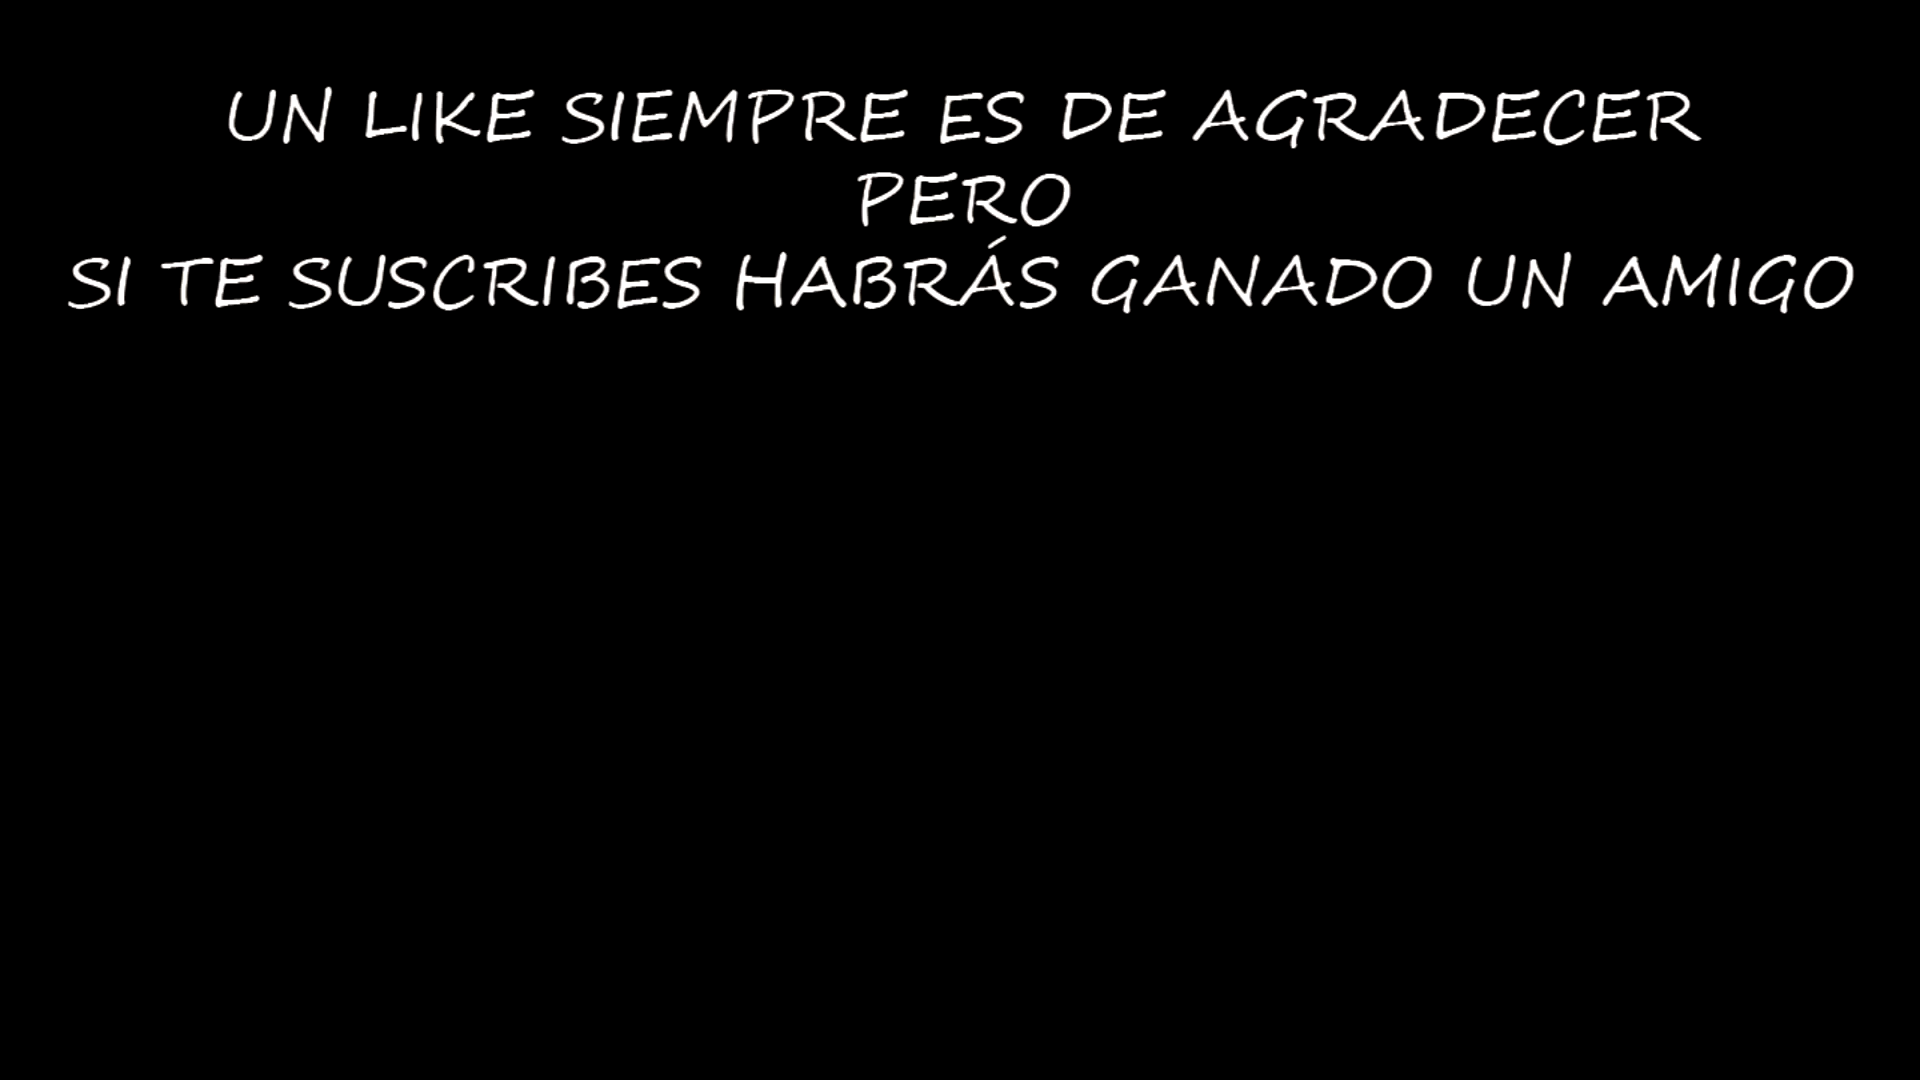 UN LIKE SIEMPRE ES DE AGRADECER
PERO
SI TE SUSCRIBES HABRÁS GANADO UN AMIGO